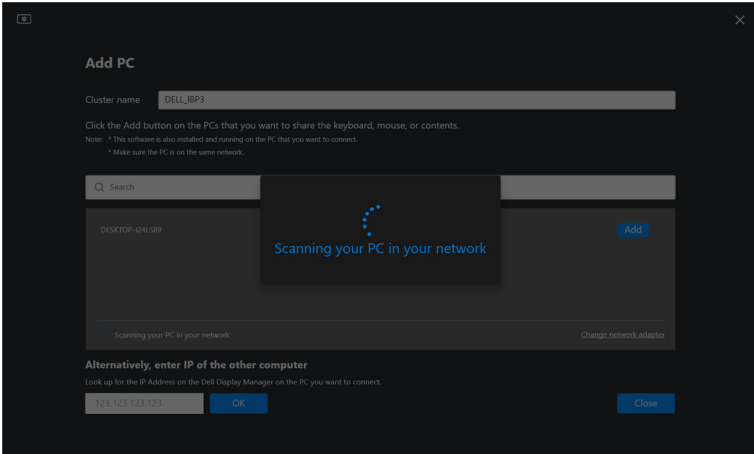 Add PC
Cluster name DELL_IBP3
Click the Add button on the PCs that you want to share the keyboard, mouse, or contents.
Note: * This software is also installed and running on the PC that you want to connect.
* Make sure the PC is on the same network.
Search
DESKTOP-I24LS89 Add
Scanning your PC in your network
Scanning your PC in your network Change network adapter
Alternatively, enter IP of the other computer
Look up for the IP Address on the Dell Display Manager on the PC you want to connect.
123.123.123.123 OK Close